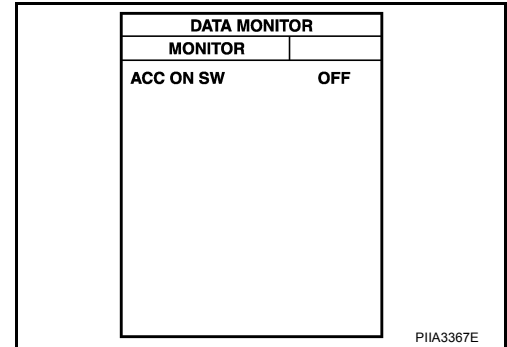 DATA MONITOR
MONITOR
ACC ON SW OFF
PIIA3367E